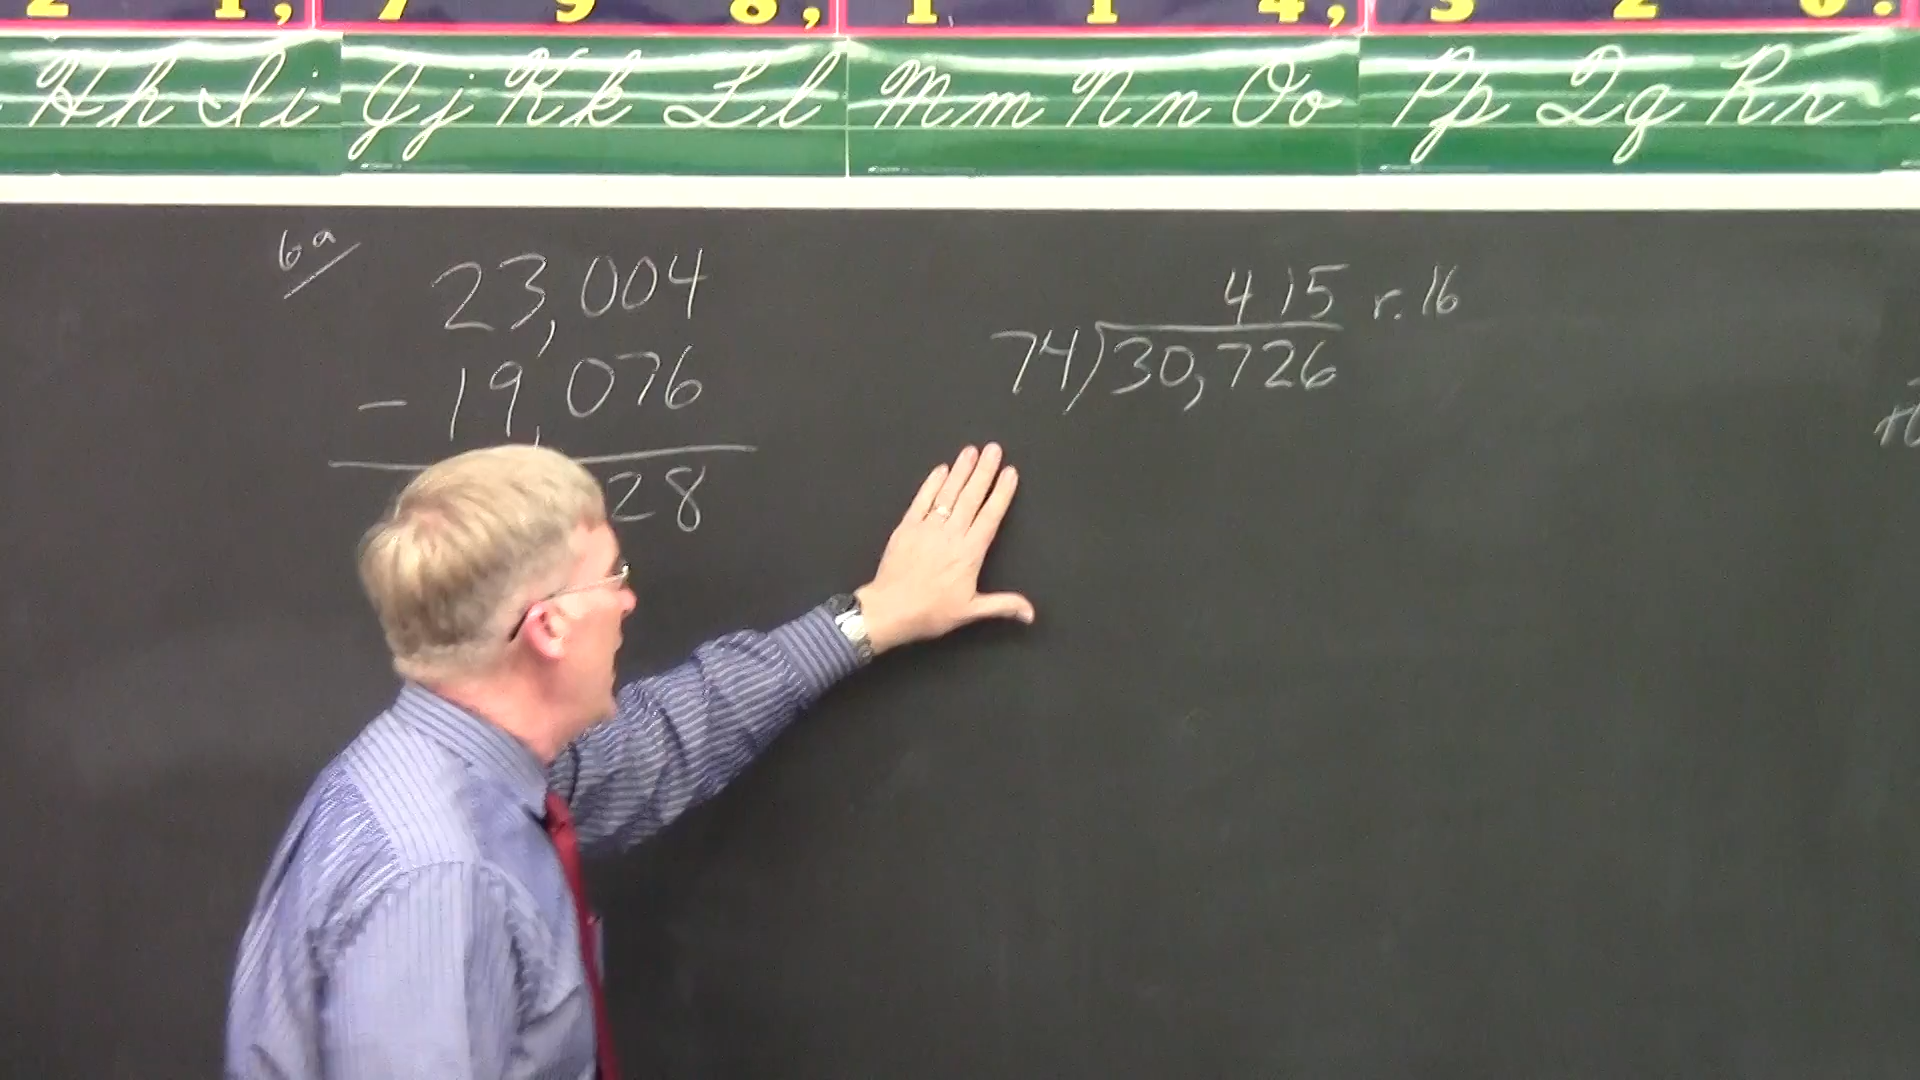 2 1, 7 9 8, 1 1 4, 3 2 0.
Hh Ii Jj Kk Ll Mm Nn Oo Pp Qq Rr
6a
23,004
- 19,076
28
415 r. 16
74)30,726